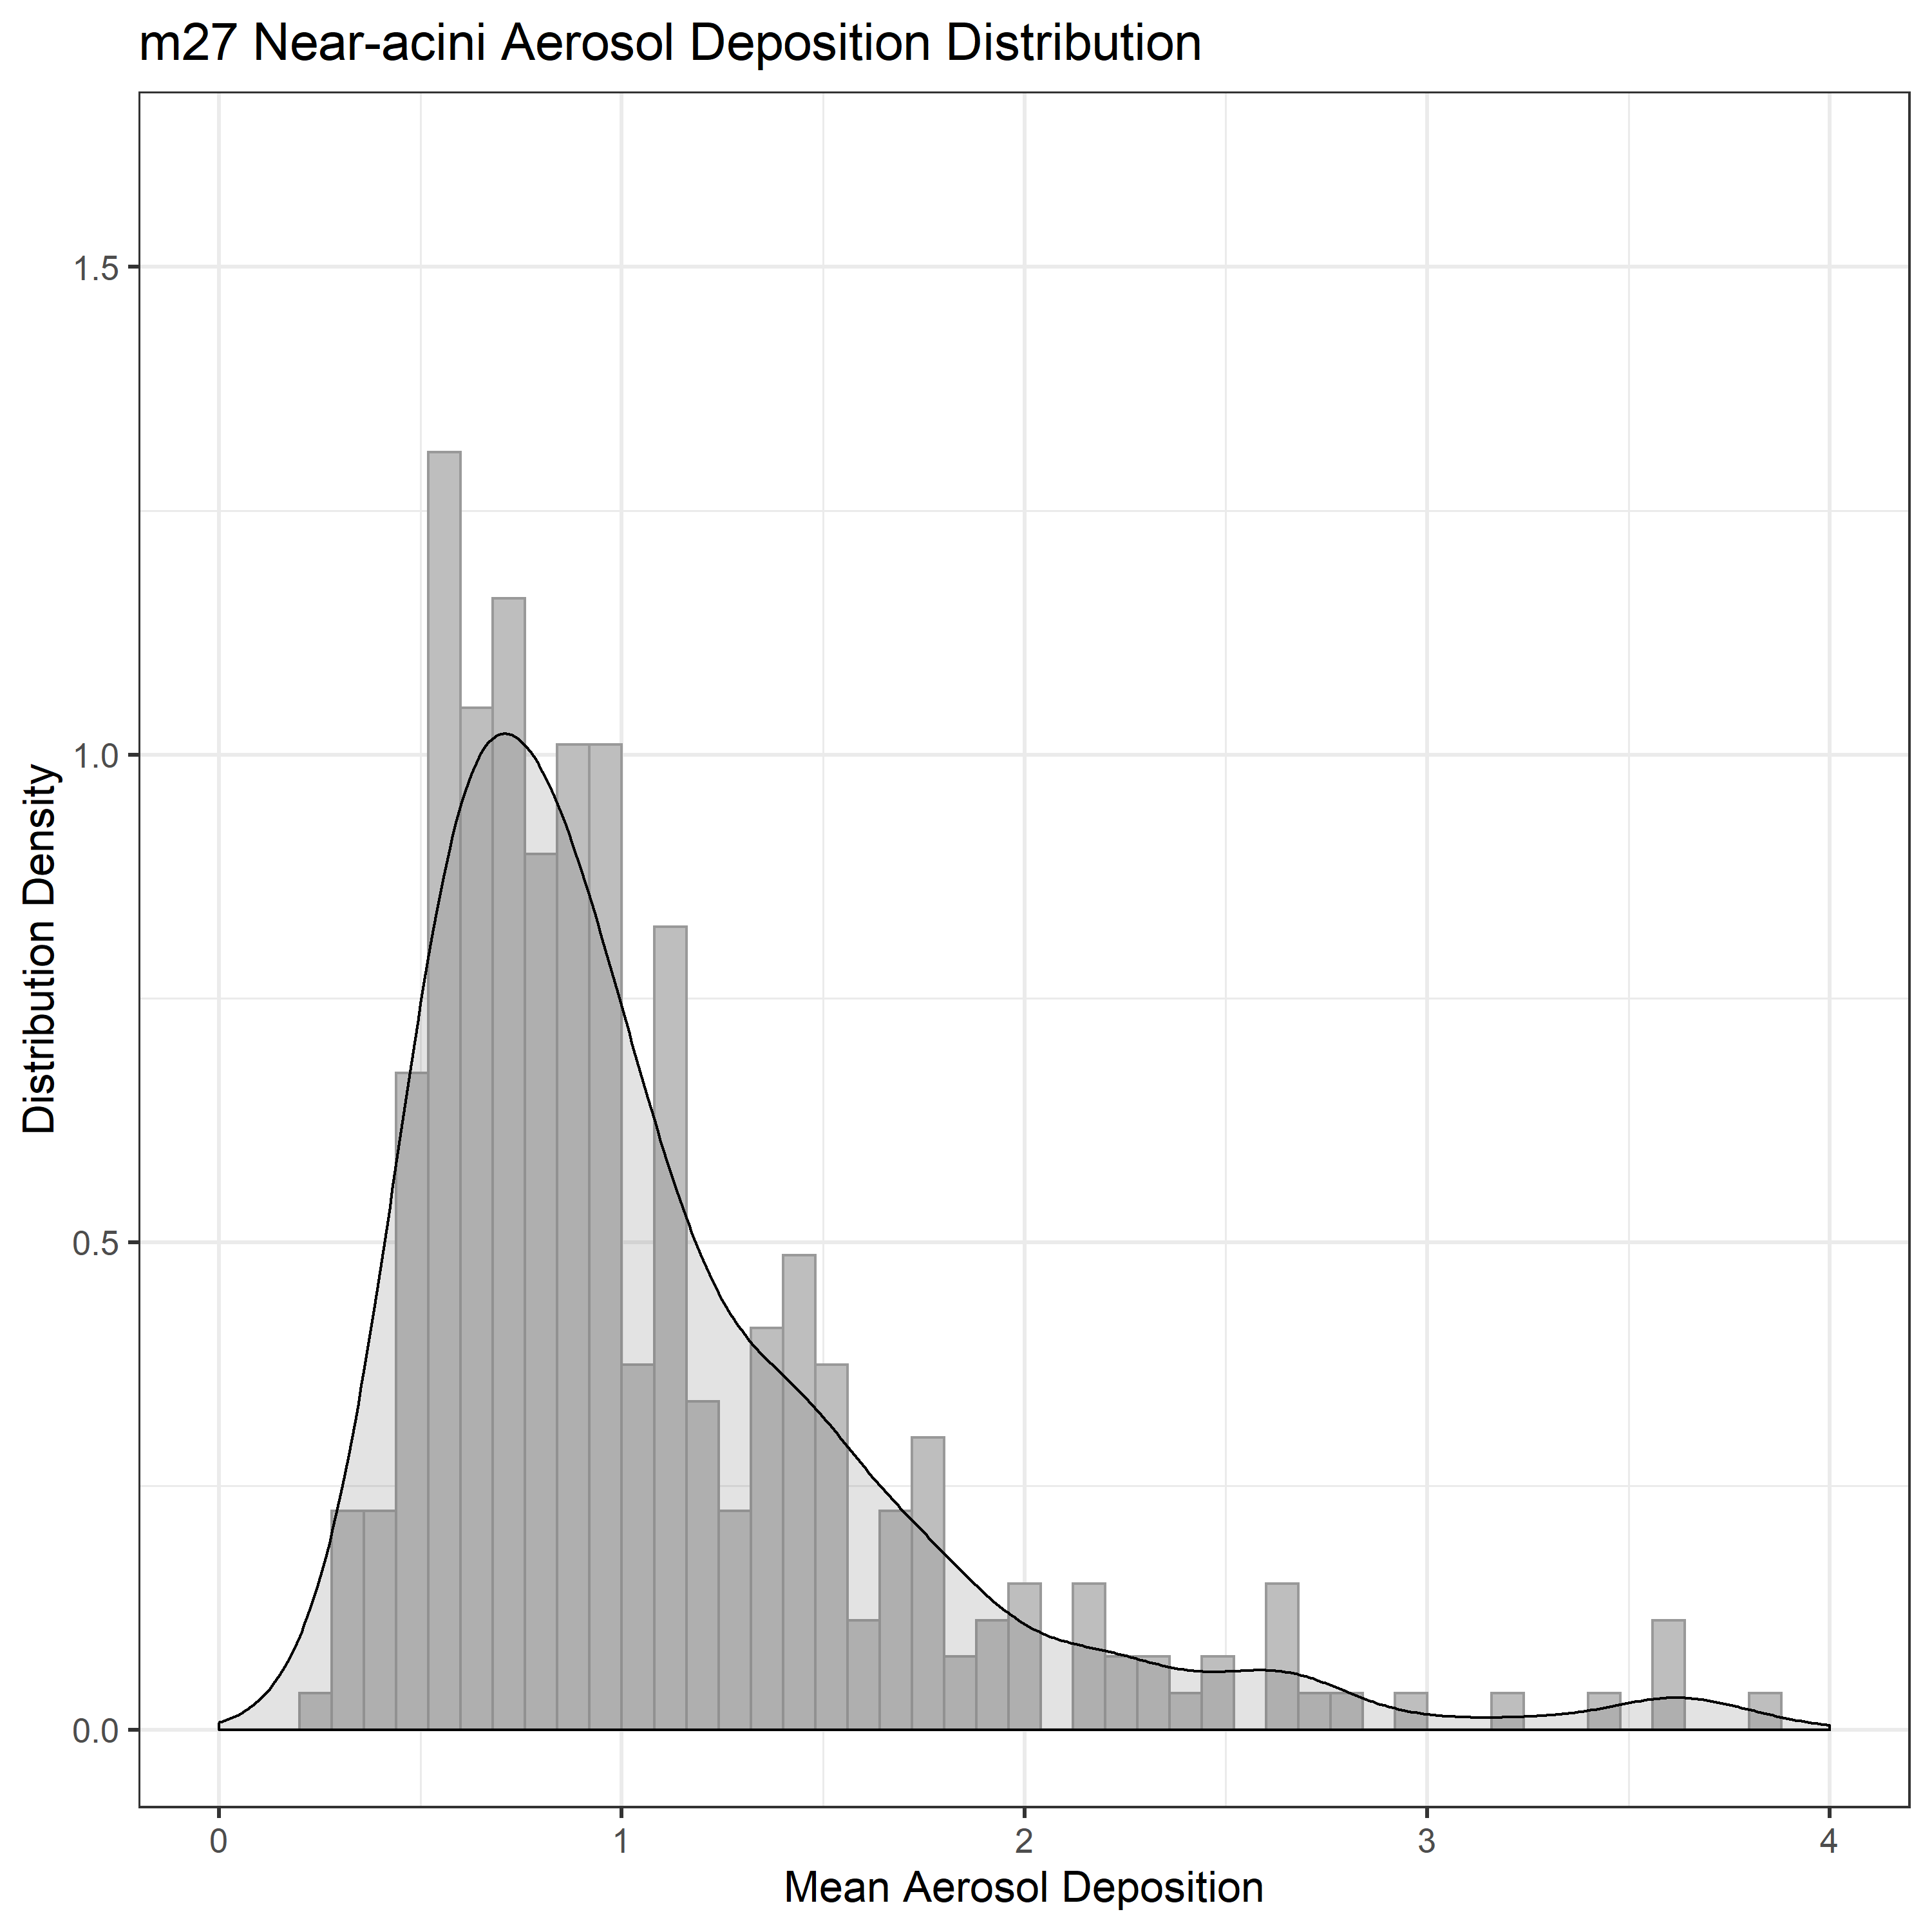 m27 Near-acini Aerosol Deposition Distribution
1.5
1.0
0.5
0.0
Distribution Density
0 1 2 3 4
Mean Aerosol Deposition